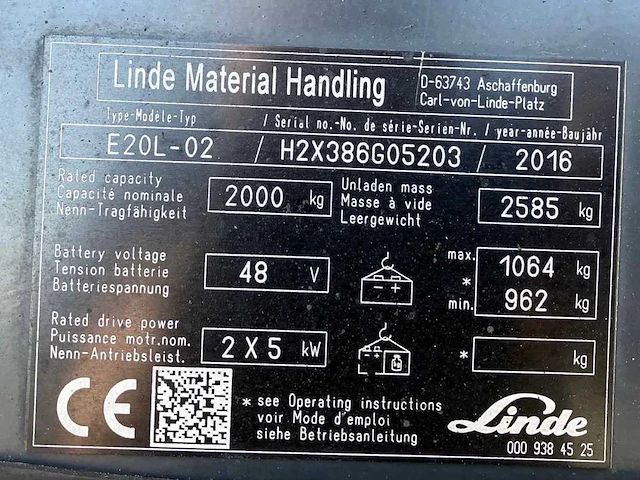 Linde Material Handling
D-63743 Aschaffenburg
Carl-von-Linde-Platz
Type-Modèle-Typ / Serial no.-No. de série-Serien-Nr. / year-année-Baujahr
E20L-02 / H2X386G05203 / 2016
Rated capacity
Capacité nominale
Nenn-Tragfähigkeit
2000 kg
Unladen mass
Masse à vide
Leergewicht
2585 kg
Battery voltage
Tension batterie
Batteriespannung
48 V
max. 1064 kg
*
min. 962 kg
Rated drive power
Puissance motr.nom.
Nenn-Antriebsleist.
2 X 5 kW
* kg
CE
* see Operating instructions
voir Mode d'emploi
siehe Betriebsanleitung
Linde
000 938 45 25